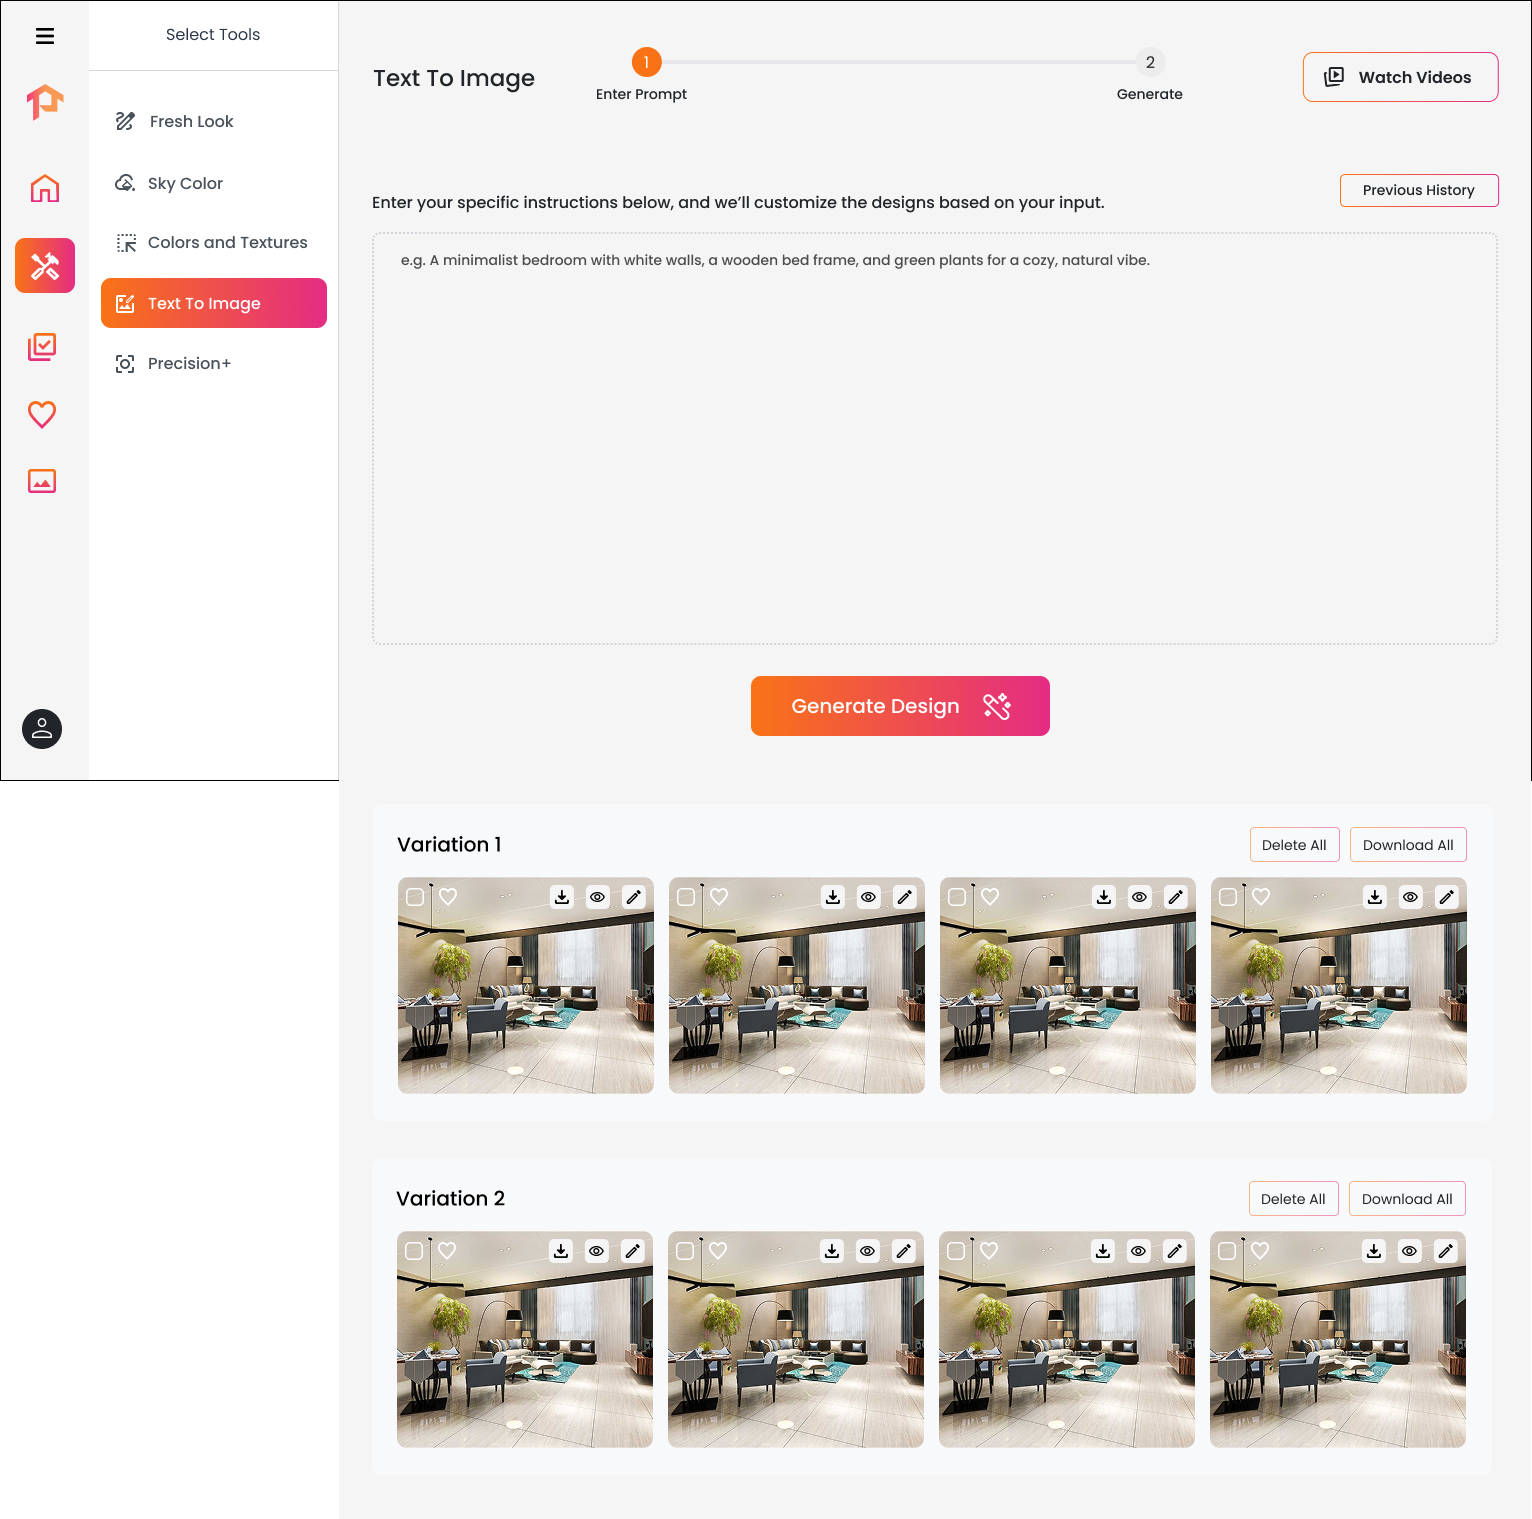 Select Tools
Fresh Look
Sky Color
Colors and Textures
Text To Image
Precision+
Text To Image
1
Enter Prompt
2
Generate
Watch Videos
Previous History
Enter your specific instructions below, and we’ll customize the designs based on your input.
e.g. A minimalist bedroom with white walls, a wooden bed frame, and green plants for a cozy, natural vibe.
Generate Design
Variation 1
Delete All
Download All
Variation 2
Delete All
Download All